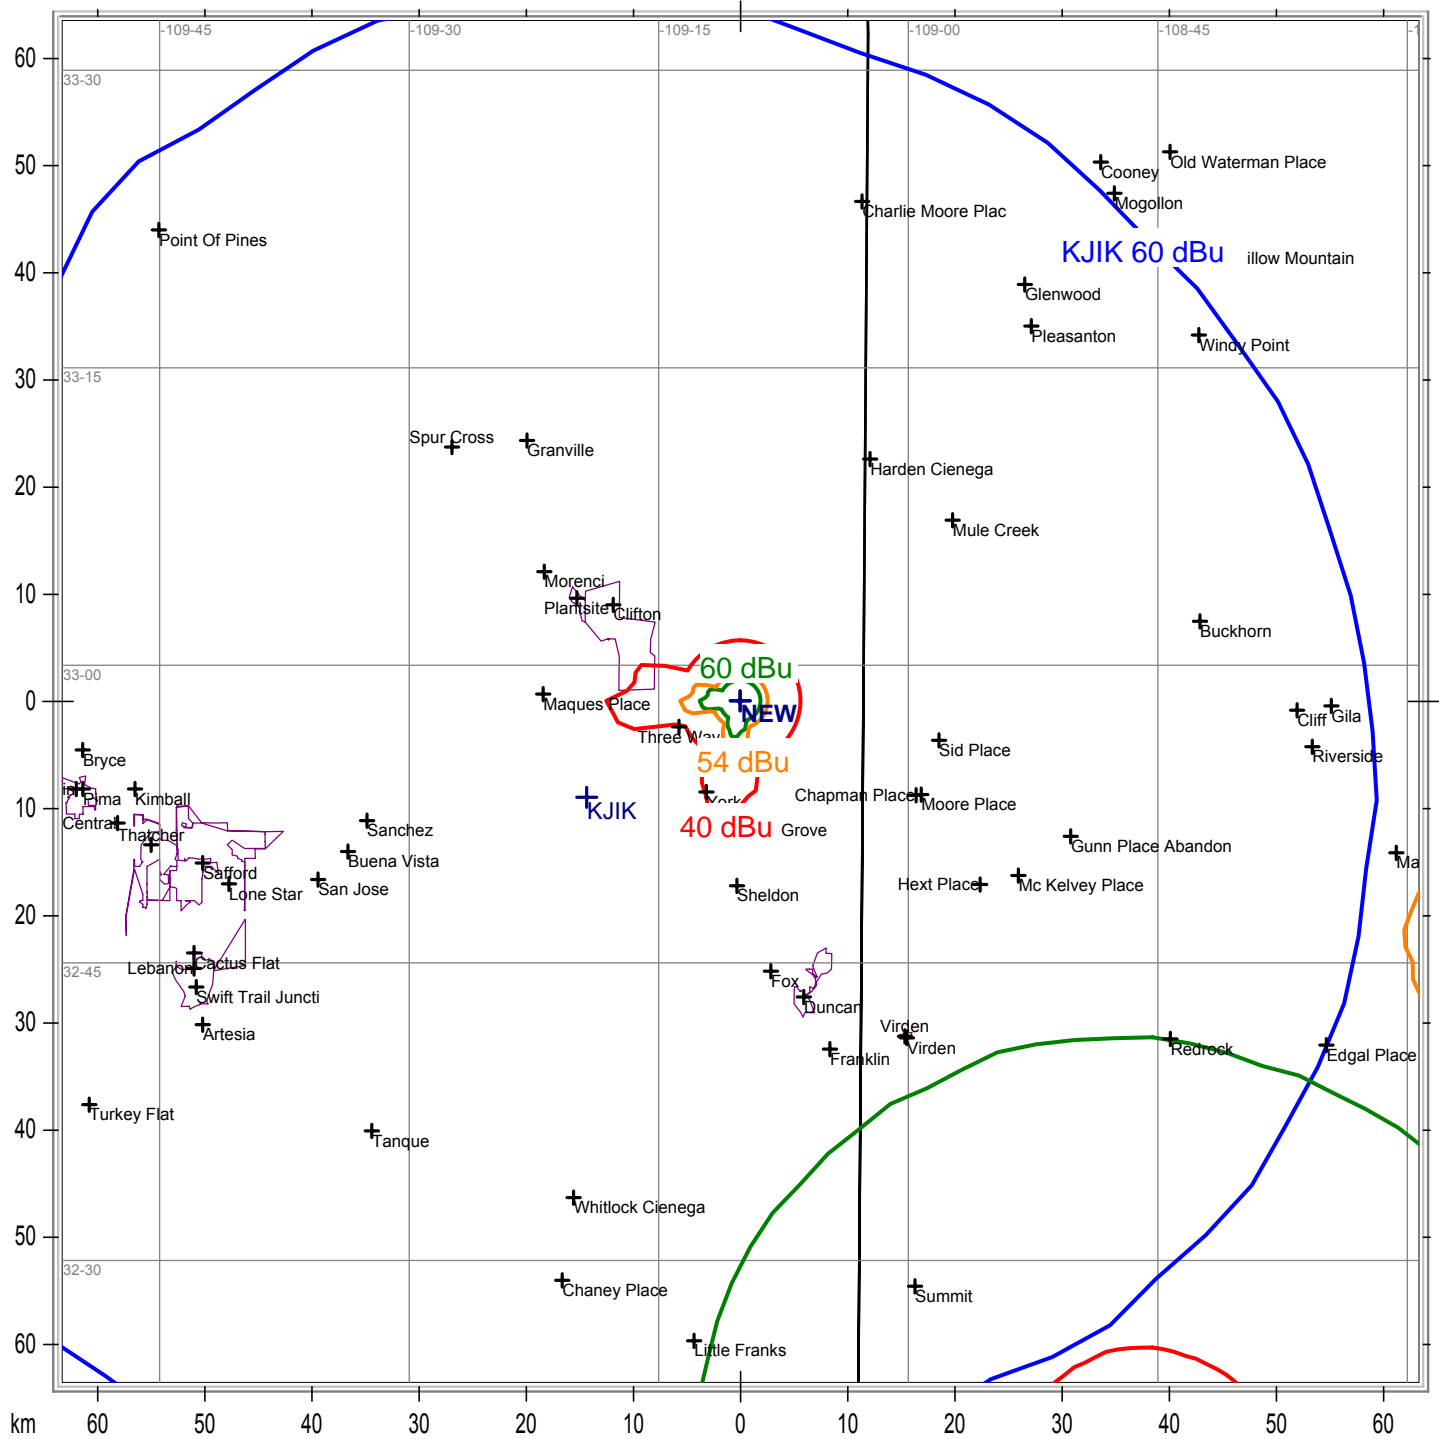 -109-45
-109-30
-109-15
-109-00
-108-45
60
33-30
50
Cooney
Old Waterman Place
Mogollon
Charlie Moore Plac
Point Of Pines
KJIK 60 dBu
illow Mountain
40
Glenwood
Pleasanton
Windy Point
30
33-15
Spur Cross
Granville
Harden Cienega
20
Mule Creek
Morenci
10
Plantsite
Clifton
Buckhorn
33-00
60 dBu
0
Maques Place
NEW
Cliff
Gila
Three Way
Sid Place
Riverside
Bryce
54 dBu
Pima
Kimball
York
Chapman Place
Moore Place
10
KJIK
Central
Thatcher
Sanchez
40 dBu
Grove
Gunn Place Abandon
Buena Vista
Ma
Safford
Lone Star
San Jose
Sheldon
Hext Place
Mc Kelvey Place
20
32-45
Lebanon
Cactus Flat
Fox
Swift Trail Juncti
Duncan
30
Artesia
Virden
Virden
Franklin
Redrock
Edgal Place
Turkey Flat
40
Tanque
Whitlock Cienega
50
32-30
Chaney Place
Summit
60
Little Franks
km
60
50
40
30
20
10
0
10
20
30
40
50
60